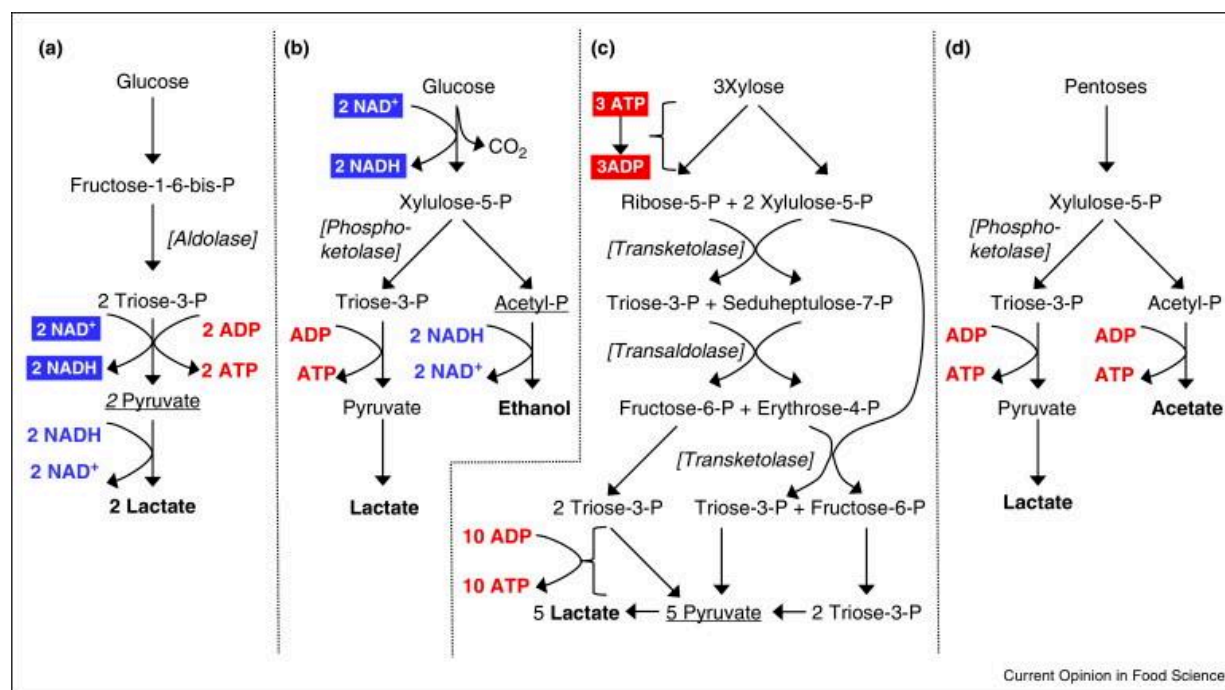 (a)
Glucose
Fructose-1-6-bis-P
[Aldolase]
2 Triose-3-P
2 NAD⁺
2 ADP
2 NADH
2 ATP
2 Pyruvate
2 NADH
2 NAD⁺
2 Lactate
(b)
Glucose
2 NAD⁺
CO₂
2 NADH
Xylulose-5-P
[Phospho-
ketolase]
Triose-3-P
Acetyl-P
ADP
2 NADH
ATP
2 NAD⁺
Pyruvate
Ethanol
Lactate
(c)
3Xylose
3 ATP
3ADP
Ribose-5-P + 2 Xylulose-5-P
[Transketolase]
Triose-3-P + Seduheptulose-7-P
[Transaldolase]
Fructose-6-P + Erythrose-4-P
[Transketolase]
2 Triose-3-P
Triose-3-P + Fructose-6-P
10 ADP
10 ATP
5 Lactate
5 Pyruvate
2 Triose-3-P
(d)
Pentoses
Xylulose-5-P
[Phospho-
ketolase]
Triose-3-P
Acetyl-P
ADP
ADP
ATP
ATP
Pyruvate
Acetate
Lactate
Current Opinion in Food Science